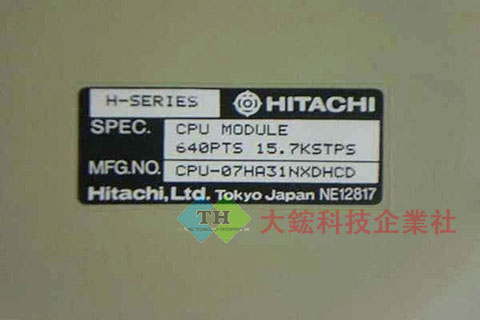 H-SERIES HITACHI
SPEC. CPU MODULE
640PTS 15.7KSTPS
MFG.NO. CPU-07HA31NXDHCD
Hitachi,Ltd. Tokyo Japan NE12817
TH
大鋐科技企業社